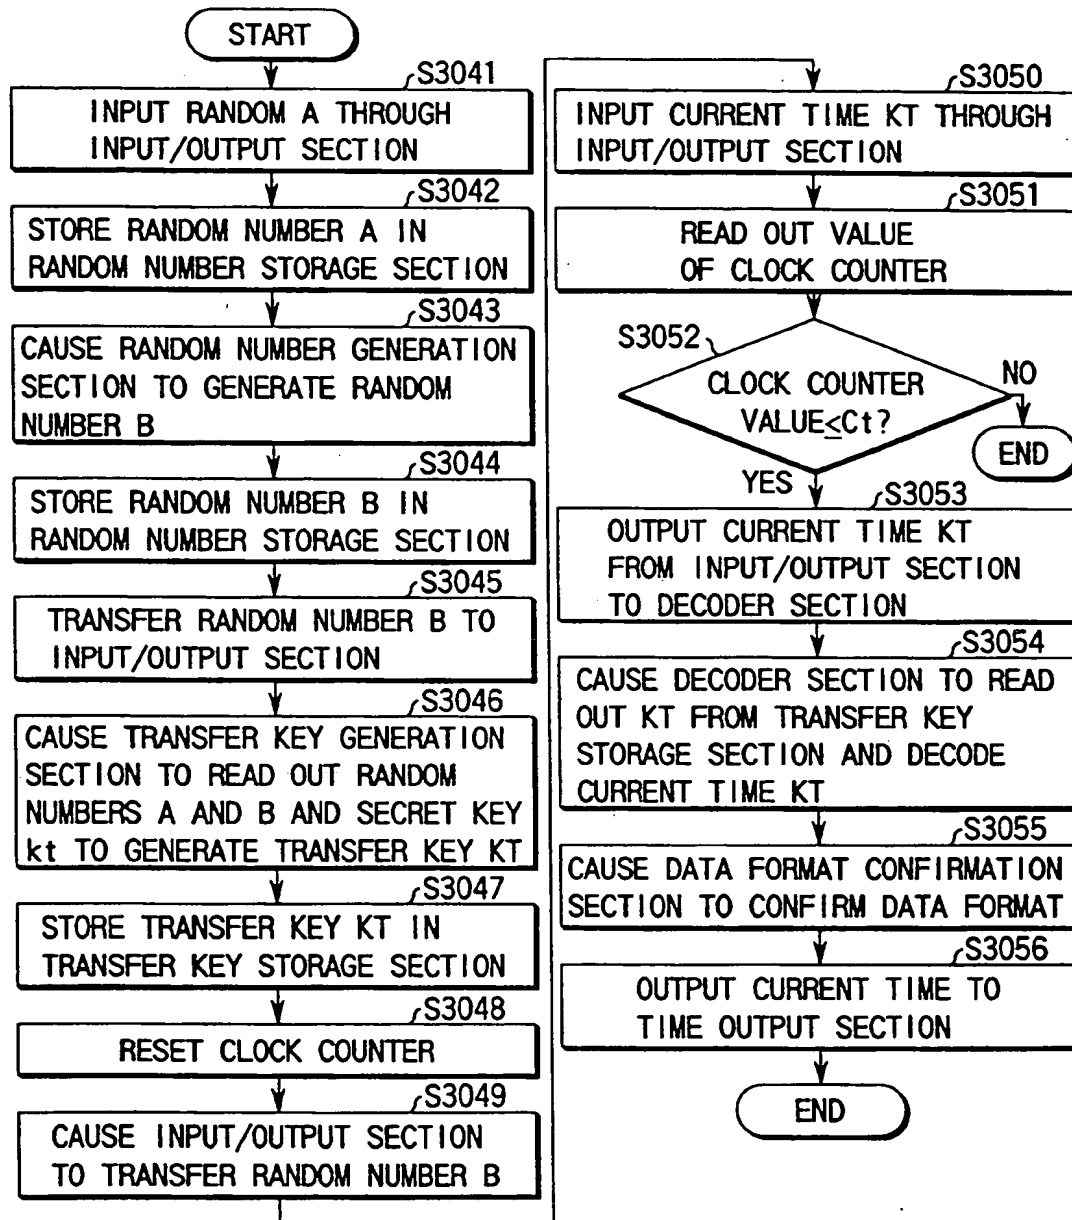 START
S3041
INPUT RANDOM A THROUGH
INPUT/OUTPUT SECTION
S3042
STORE RANDOM NUMBER A IN
RANDOM NUMBER STORAGE SECTION
S3043
CAUSE RANDOM NUMBER GENERATION
SECTION TO GENERATE RANDOM
NUMBER B
S3044
STORE RANDOM NUMBER B IN
RANDOM NUMBER STORAGE SECTION
S3045
TRANSFER RANDOM NUMBER B TO
INPUT/OUTPUT SECTION
S3046
CAUSE TRANSFER KEY GENERATION
SECTION TO READ OUT RANDOM
NUMBERS A AND B AND SECRET KEY
kt TO GENERATE TRANSFER KEY KT
S3047
STORE TRANSFER KEY KT IN
TRANSFER KEY STORAGE SECTION
S3048
RESET CLOCK COUNTER
S3049
CAUSE INPUT/OUTPUT SECTION
TO TRANSFER RANDOM NUMBER B
S3050
INPUT CURRENT TIME KT THROUGH
INPUT/OUTPUT SECTION
S3051
READ OUT VALUE
OF CLOCK COUNTER
S3052
CLOCK COUNTER
VALUE≤Ct?
NO
END
YES
S3053
OUTPUT CURRENT TIME KT
FROM INPUT/OUTPUT SECTION
TO DECODER SECTION
S3054
CAUSE DECODER SECTION TO READ
OUT KT FROM TRANSFER KEY
STORAGE SECTION AND DECODE
CURRENT TIME KT
S3055
CAUSE DATA FORMAT CONFIRMATION
SECTION TO CONFIRM DATA FORMAT
S3056
OUTPUT CURRENT TIME TO
TIME OUTPUT SECTION
END